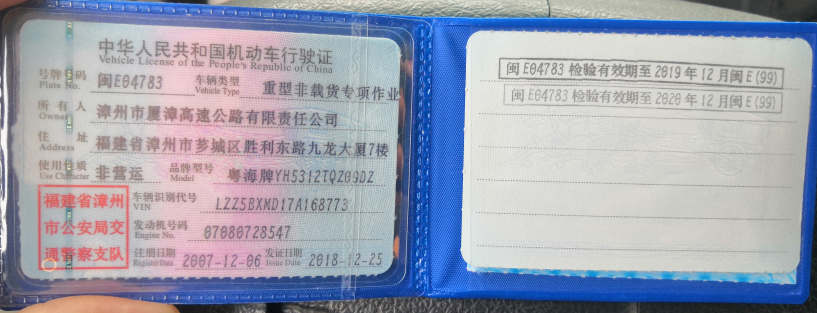 中华人民共和国机动车行驶证
Vehicle License of the People's Republic of China
号牌号码 闽E04783 车辆类型 重型非载货专项作业
Plate No. Vehicle Type
所有人 漳州市厦漳高速公路有限责任公司
Owner
住址 福建省漳州市芗城区胜利东路九龙大厦7楼
Address
使用性质 非营运 品牌型号 粤海牌YH5312TQZ09DZ
Use Character Model
福建省漳州
市公安局交
通警察支队
车辆识别代号 LZZ5BXMD17A168773
VIN
发动机号码 07080728547
Engine No.
注册日期 2007-12-06 发证日期 2018-12-25
Register Date Issue Date
闽E04783检验有效期至2019年12月闽E(99)
闽E04783检验有效期至2020年12月闽E(99)